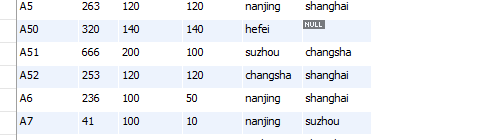 A5 263 120 120 nanjing shanghai
A50 320 140 140 hefei NULL
A51 666 200 100 suzhou changsha
A52 253 120 120 changsha shanghai
A6 236 100 50 nanjing shanghai
A7 41 100 10 nanjing suzhou